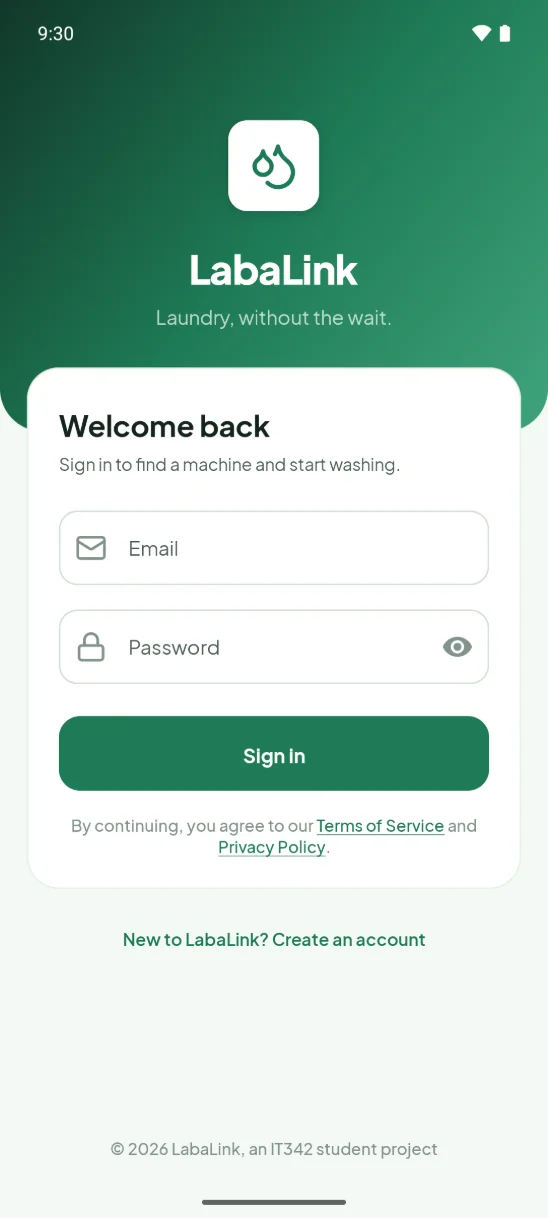 9:30
LabaLink
Laundry, without the wait.
Welcome back
Sign in to find a machine and start washing.
Email
Password
Sign in
By continuing, you agree to our Terms of Service and
Privacy Policy.
New to LabaLink? Create an account
© 2026 LabaLink, an IT342 student project